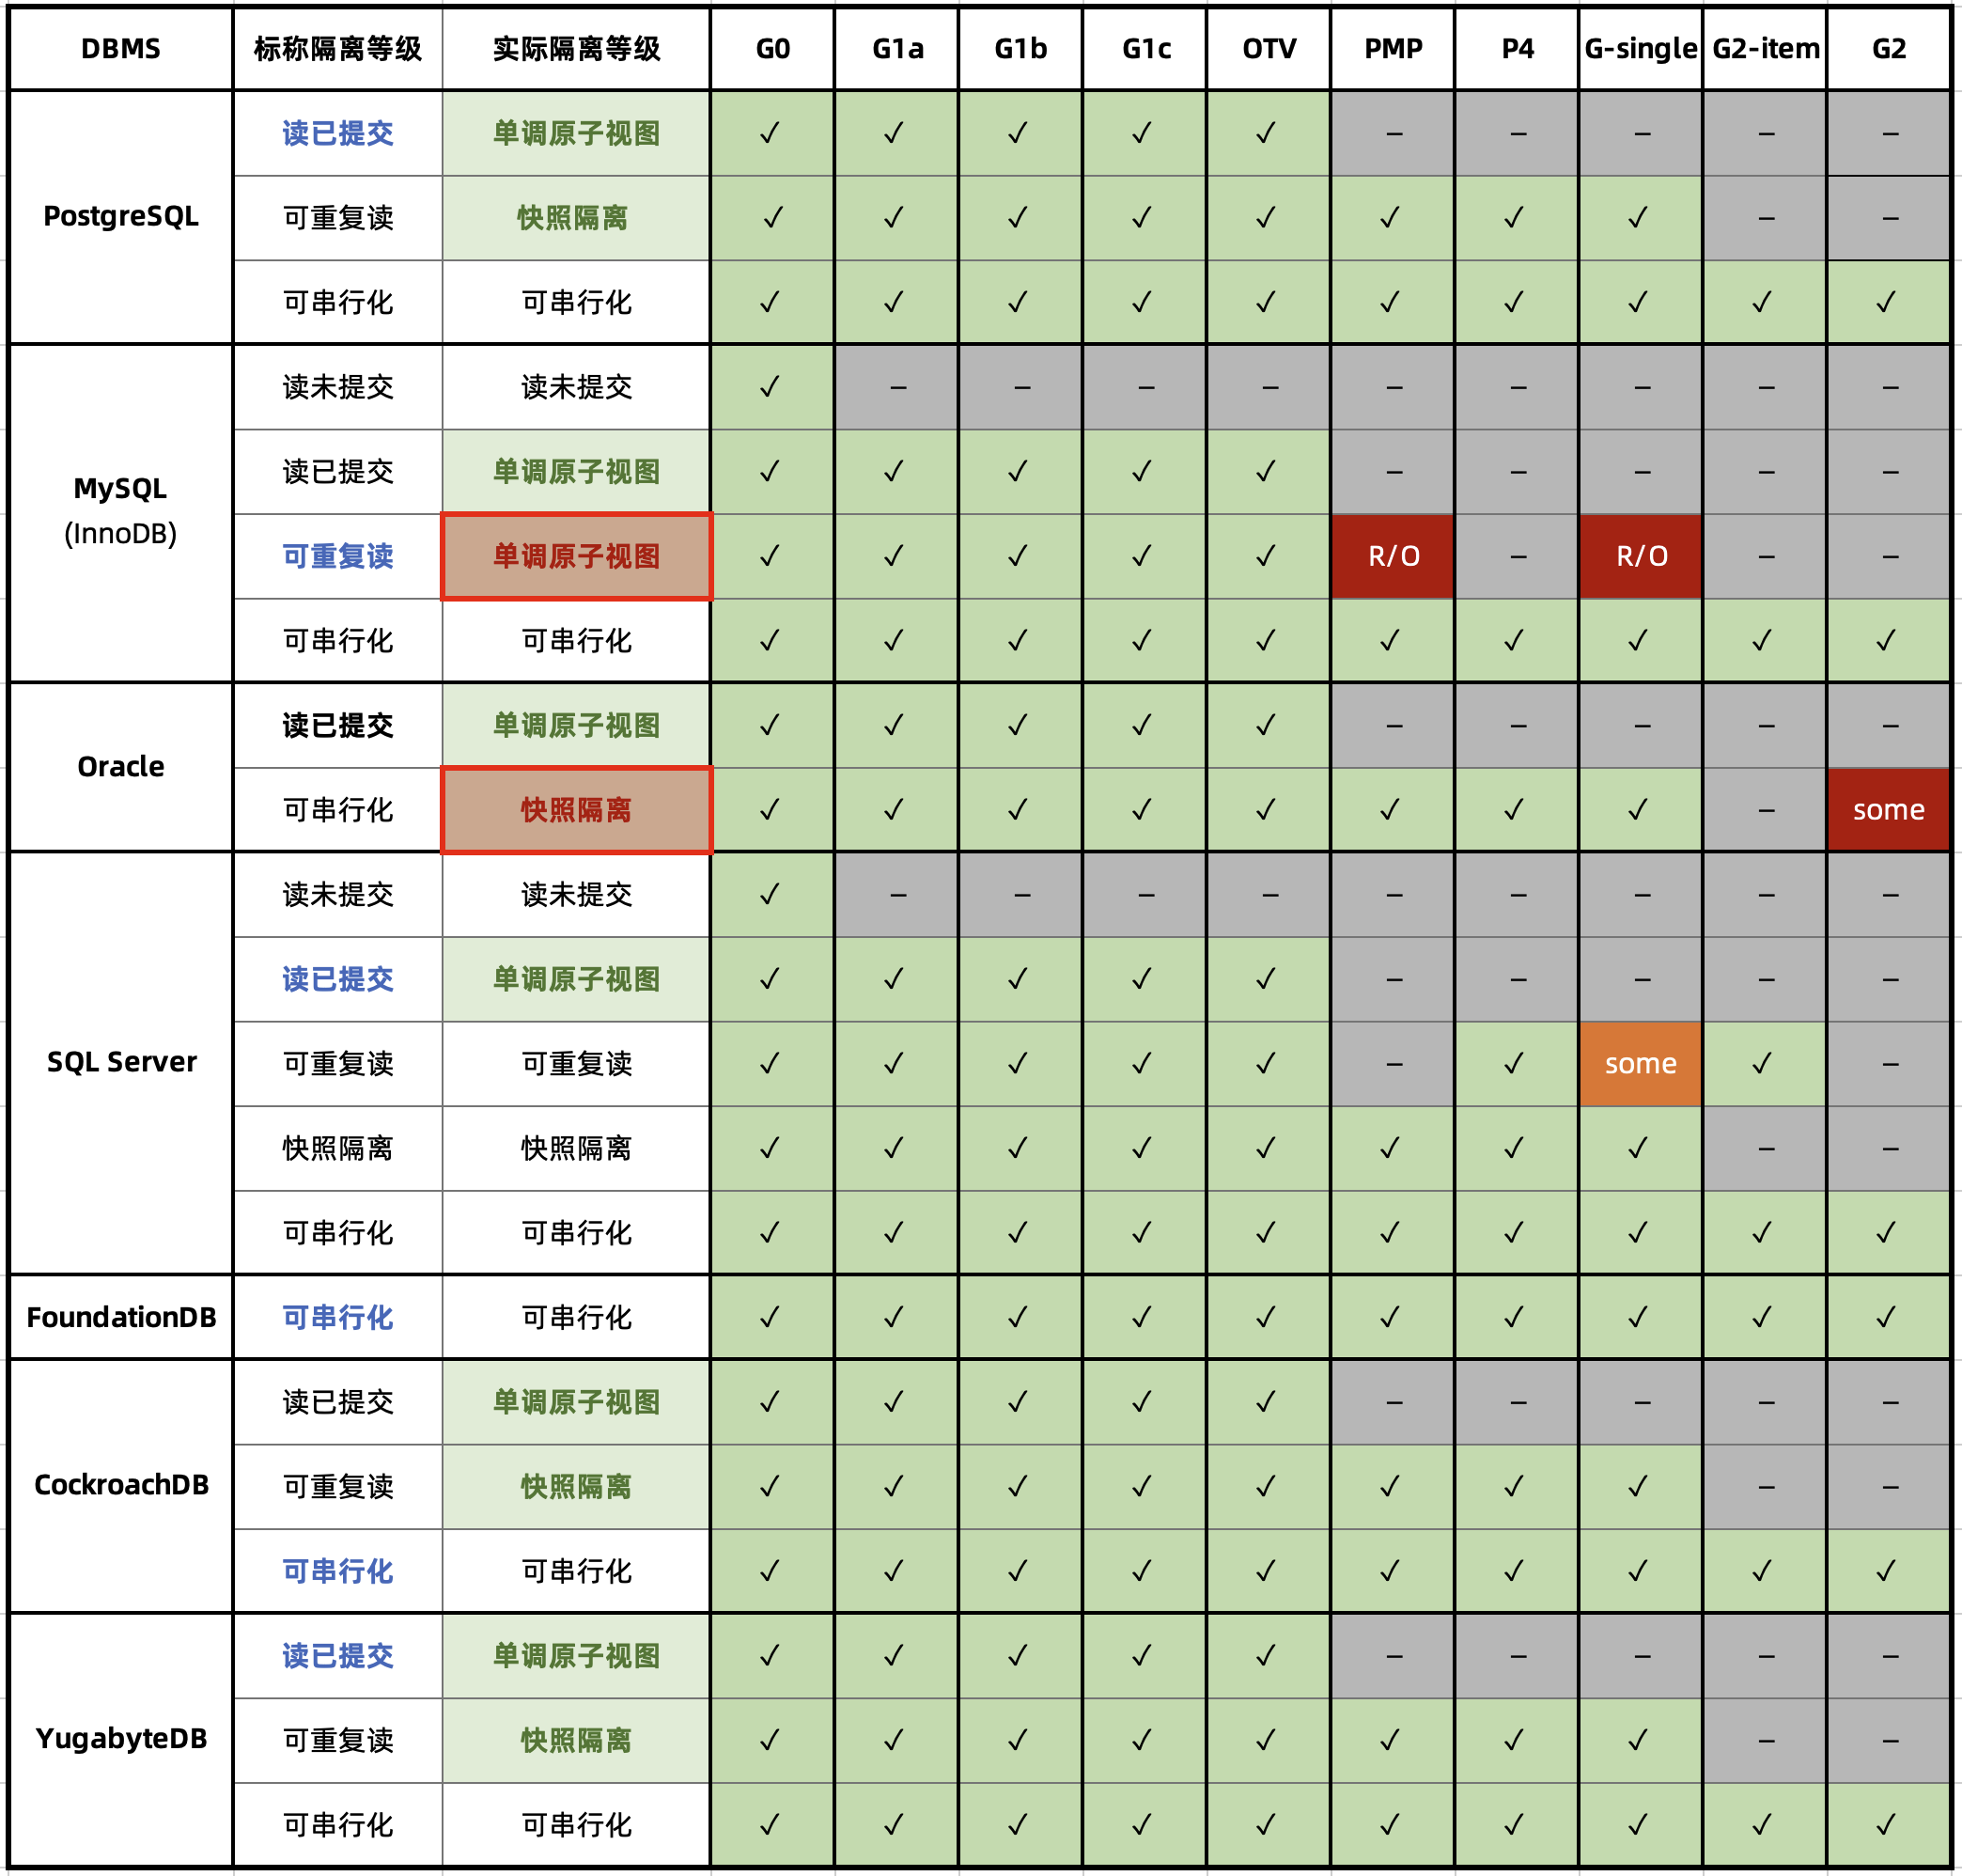 DBMS 标称隔离等级 实际隔离等级 G0 G1a G1b G1c OTV PMP P4 G-single G2-item G2
PostgreSQL
读已提交 单调原子视图 ✓ ✓ ✓ ✓ ✓ – – – – –
可重复读 快照隔离 ✓ ✓ ✓ ✓ ✓ ✓ ✓ ✓ – –
可串行化 可串行化 ✓ ✓ ✓ ✓ ✓ ✓ ✓ ✓ ✓ ✓
MySQL
(InnoDB)
读未提交 读未提交 ✓ – – – – – – – – –
读已提交 单调原子视图 ✓ ✓ ✓ ✓ ✓ – – – – –
可重复读 单调原子视图 ✓ ✓ ✓ ✓ ✓ R/O – R/O – –
可串行化 可串行化 ✓ ✓ ✓ ✓ ✓ ✓ ✓ ✓ ✓ ✓
Oracle
读已提交 单调原子视图 ✓ ✓ ✓ ✓ ✓ – – – – –
可串行化 快照隔离 ✓ ✓ ✓ ✓ ✓ ✓ ✓ ✓ – some
SQL Server
读未提交 读未提交 ✓ – – – – – – – – –
读已提交 单调原子视图 ✓ ✓ ✓ ✓ ✓ – – – – –
可重复读 可重复读 ✓ ✓ ✓ ✓ ✓ – ✓ some ✓ –
快照隔离 快照隔离 ✓ ✓ ✓ ✓ ✓ ✓ ✓ ✓ – –
可串行化 可串行化 ✓ ✓ ✓ ✓ ✓ ✓ ✓ ✓ ✓ ✓
FoundationDB 可串行化 可串行化 ✓ ✓ ✓ ✓ ✓ ✓ ✓ ✓ ✓ ✓
CockroachDB
读已提交 单调原子视图 ✓ ✓ ✓ ✓ ✓ – – – – –
可重复读 快照隔离 ✓ ✓ ✓ ✓ ✓ ✓ ✓ ✓ – –
可串行化 可串行化 ✓ ✓ ✓ ✓ ✓ ✓ ✓ ✓ ✓ ✓
YugabyteDB
读已提交 单调原子视图 ✓ ✓ ✓ ✓ ✓ – – – – –
可重复读 快照隔离 ✓ ✓ ✓ ✓ ✓ ✓ ✓ ✓ – –
可串行化 可串行化 ✓ ✓ ✓ ✓ ✓ ✓ ✓ ✓ ✓ ✓